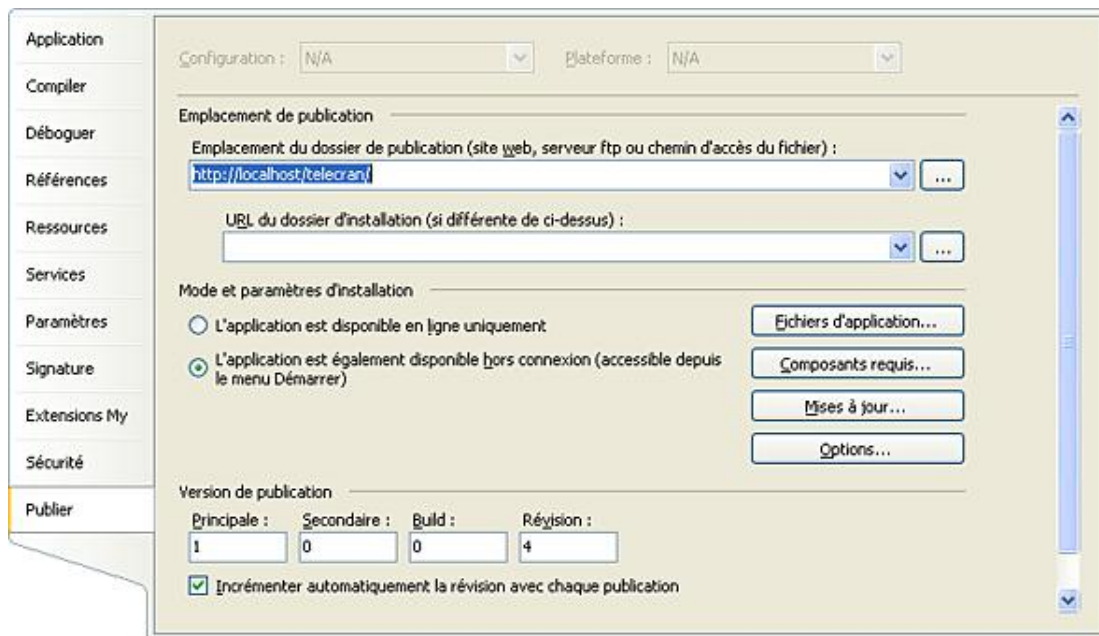 Application
Compiler
Déboguer
Références
Ressources
Services
Paramètres
Signature
Extensions My
Sécurité
Publier
Configuration : N/A Plateforme : N/A
Emplacement de publication
Emplacement du dossier de publication (site web, serveur ftp ou chemin d'accès du fichier) :
http://localhost/telecran/ ...
URL du dossier d'installation (si différente de ci-dessus) :
...
Mode et paramètres d'installation
L'application est disponible en ligne uniquement
L'application est également disponible hors connexion (accessible depuis
le menu Démarrer)
Fichiers d'application...
Composants requis...
Mises à jour...
Options...
Version de publication
Principale : Secondaire : Build : Révision :
1 0 0 4
Incrémenter automatiquement la révision avec chaque publication